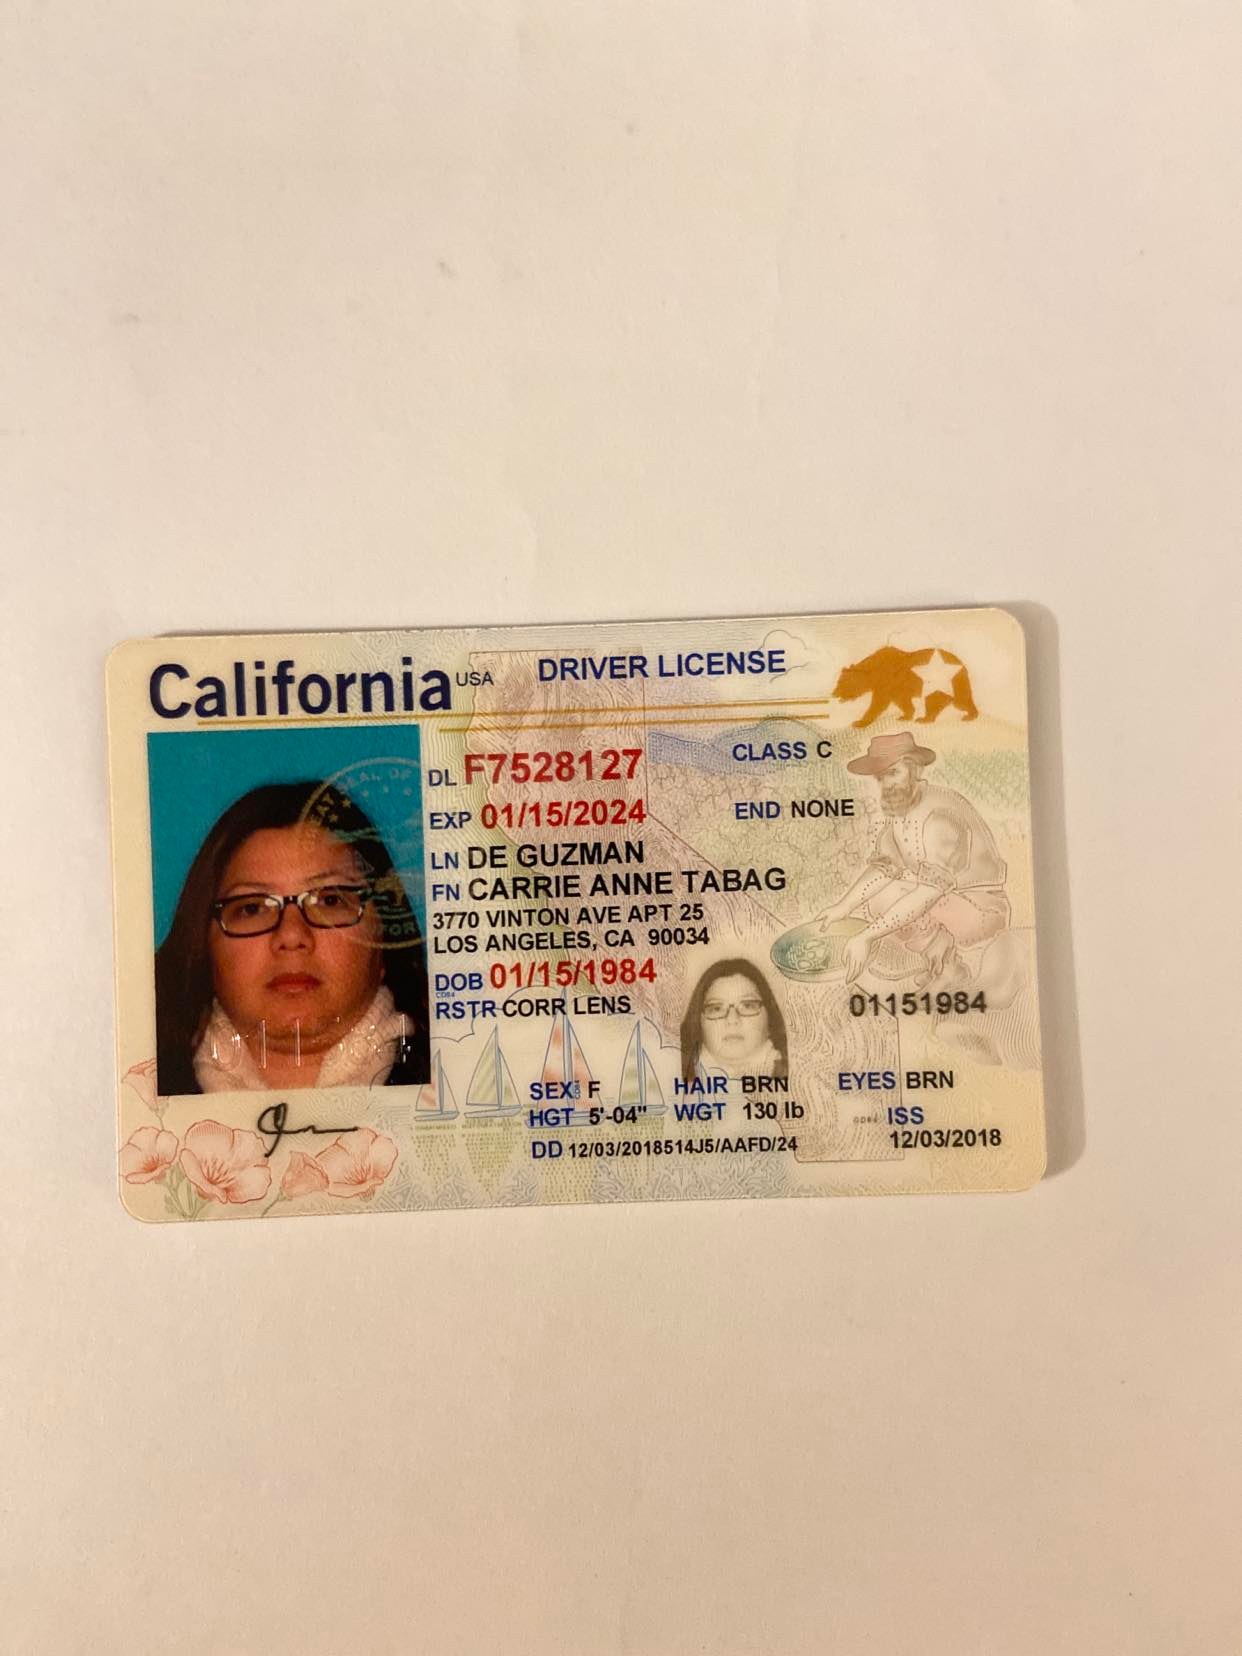 California USA DRIVER LICENSE
DL F7528127 CLASS C
EXP 01/15/2024 END NONE
LN DE GUZMAN
FN CARRIE ANNE TABAG
3770 VINTON AVE APT 25
LOS ANGELES, CA 90034
DOB 01/15/1984
RSTR CORR LENS 01151984
SEX F HAIR BRN EYES BRN
HGT 5'-04" WGT 130 lb ISS
DD 12/03/2018514J5/AAFD/24 12/03/2018